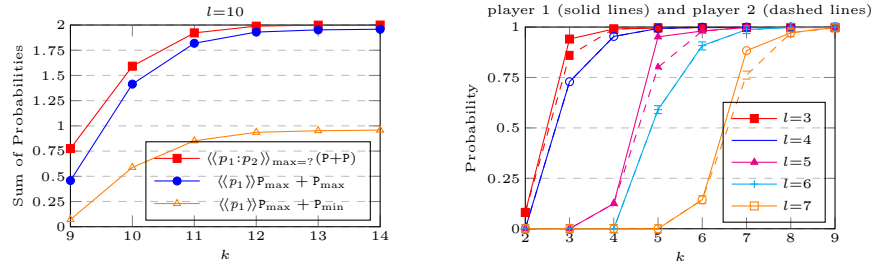 l=10
2
1.75
1.5
1.25
1
0.75
0.5
0.25
0
9 10 11 12 13 14
k
Sum of Probabilities
⟨⟨p₁:p₂⟩⟩max=?(P+P)
⟨⟨p₁⟩⟩Pmax + Pmax
⟨⟨p₁⟩⟩Pmax + Pmin
player 1 (solid lines) and player 2 (dashed lines)
1
0.75
0.5
0.25
0
2 3 4 5 6 7 8 9
k
Probability
l=3
l=4
l=5
l=6
l=7